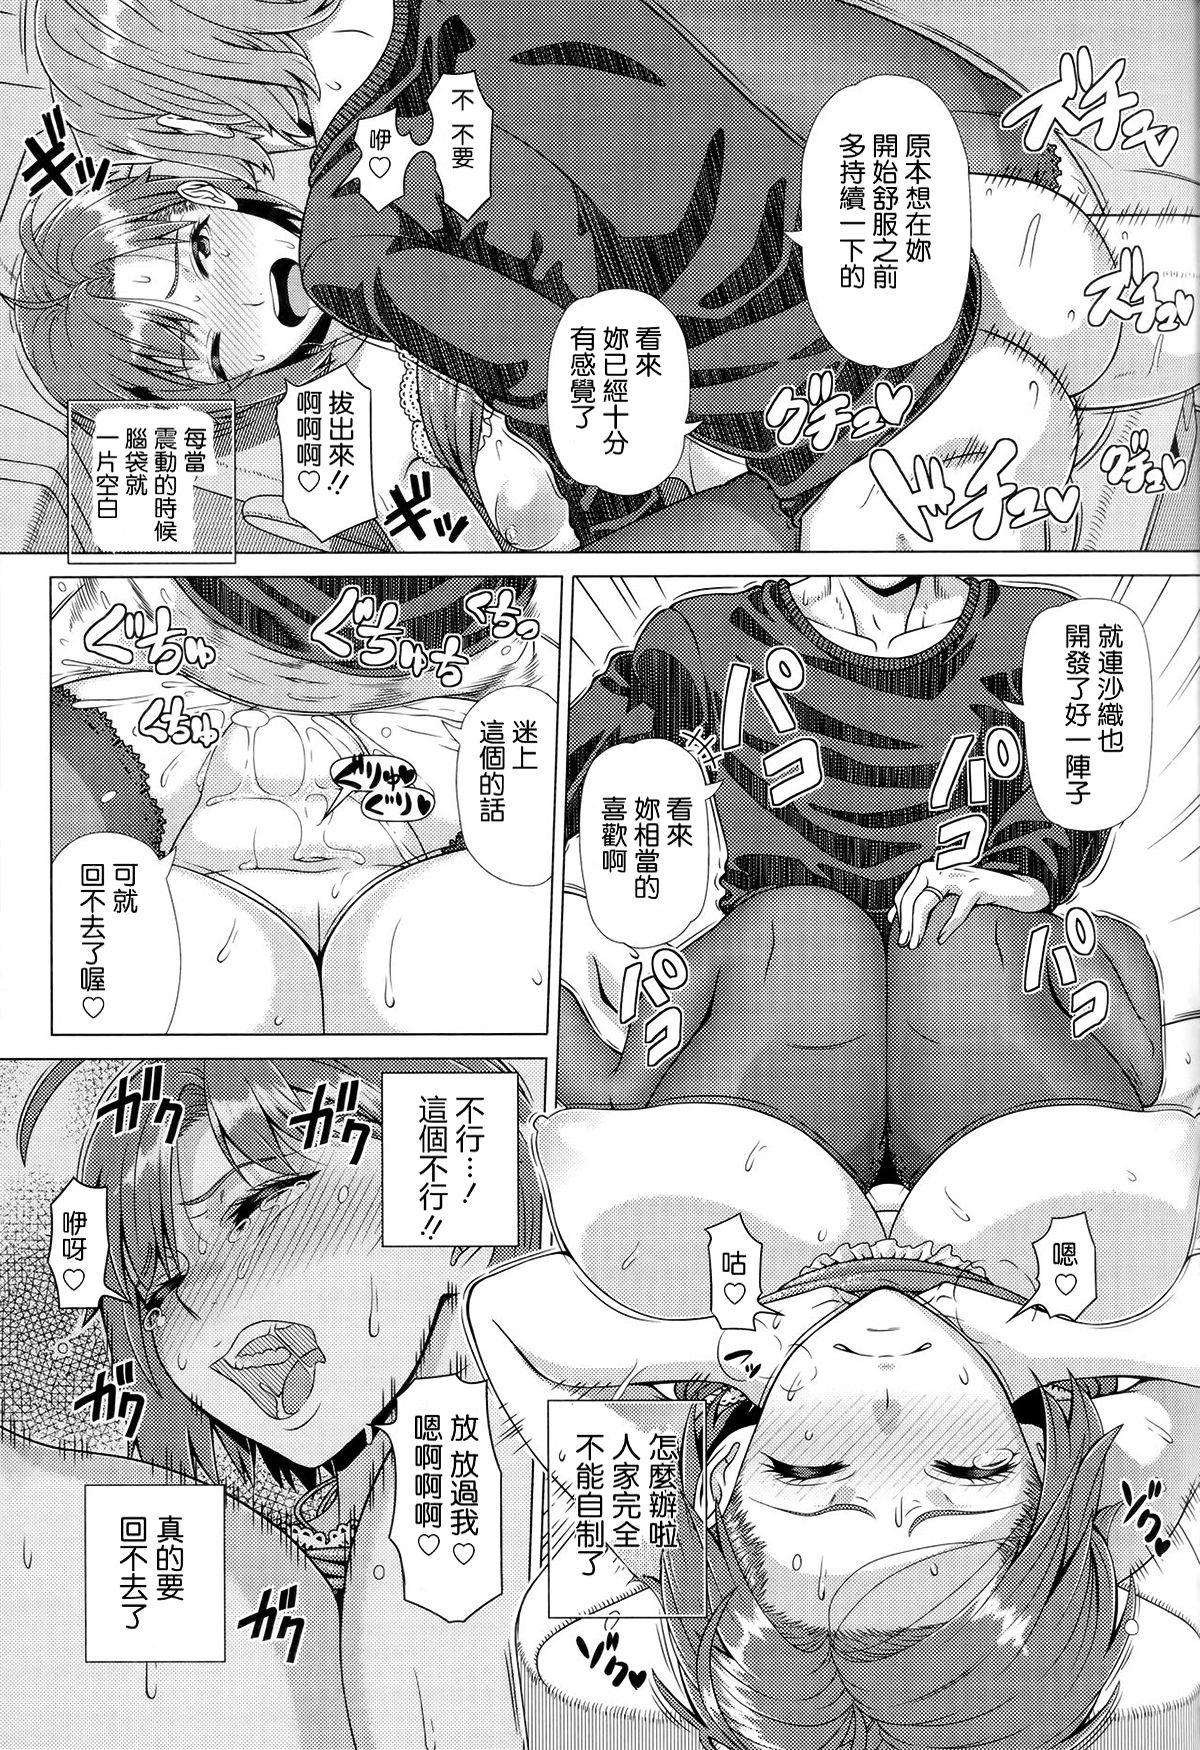 ズチュ
原本想在妳
開始舒服之前
多持續一下的
不 不要
咿♡
ギッ
ズチュ♡
看來
妳已經十分
有感覺了
グチュ♡
グチュ♡
ドチュ♡
拔出來!!
啊啊啊♡
ギッ
每當
震動的時候
腦袋就
一片空白
就連沙織也
開發了好一陣子
パコ
パコ
看來
妳相當的
喜歡啊
パコ
パコ
嗯♡
咕♡
ゾク♡
ゾク♡
怎麼辦啦
人家完全
不能自制了
くちっ
ぐちゅち
ぐちゅ
ぐちゅ
迷上
這個的話
ぐりゅ♡
ぐり♡
可就
回不去了喔♡
不行…!
這個不行!!
ガク
ガク
咿呀♡
放 放過我♡
嗯啊啊啊♡
ガク
ガク
真的要
回不去了